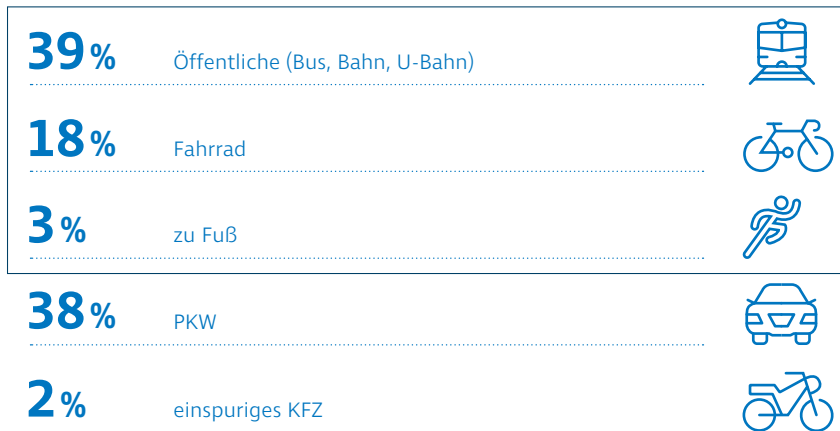 39% Öffentliche (Bus, Bahn, U-Bahn)
18% Fahrrad
3% zu Fuß
38% PKW
2% einspuriges KFZ